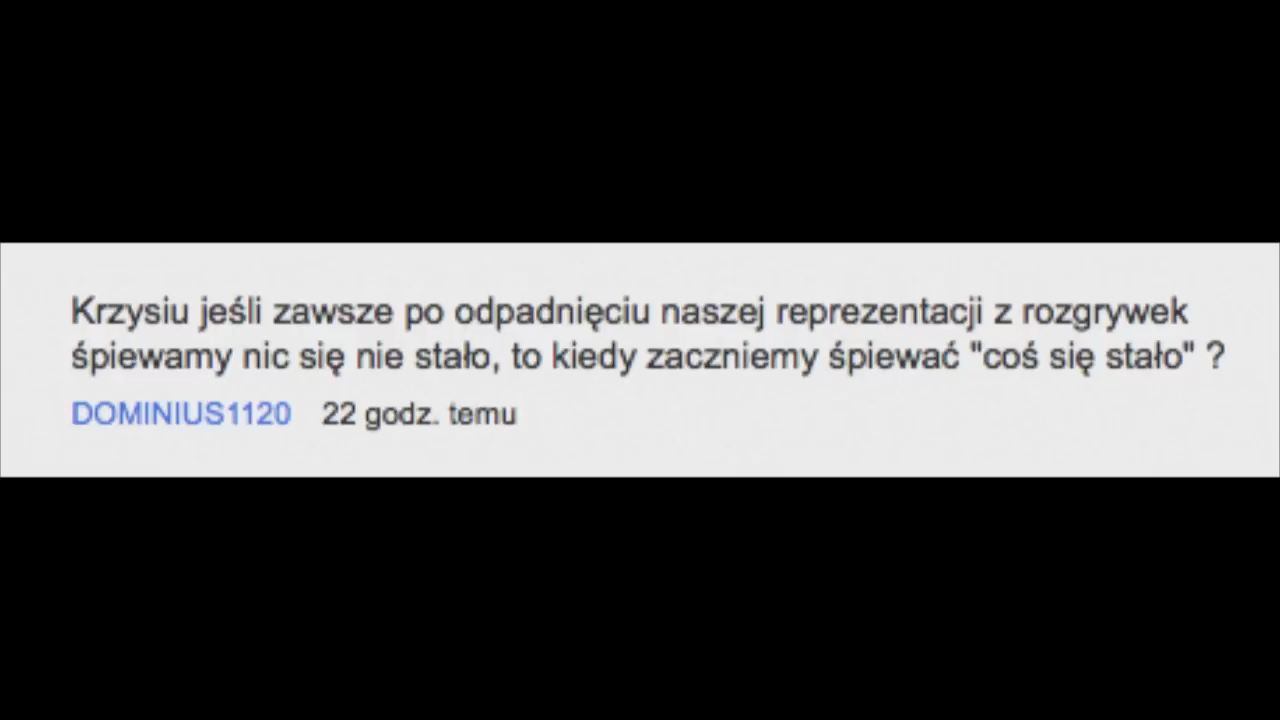 Krzysiu jeśli zawsze po odpadnięciu naszej reprezentacji z rozgrywek
śpiewamy nic się nie stało, to kiedy zaczniemy śpiewać "coś się stało" ?
DOMINIUS1120 22 godz. temu